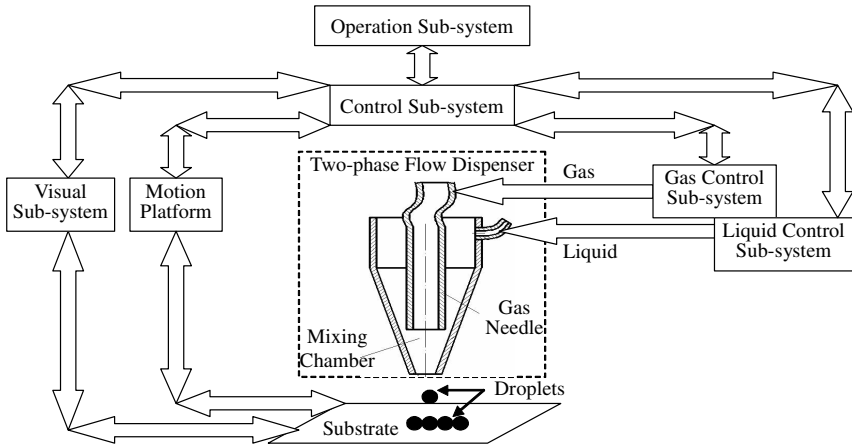 Operation Sub-system
Control Sub-system
Two-phase Flow Dispenser
Visual
Sub-system
Motion
Platform
Gas
Gas Control
Sub-system
Liquid
Liquid Control
Sub-system
Gas
Needle
Mixing
Chamber
Droplets
Substrate